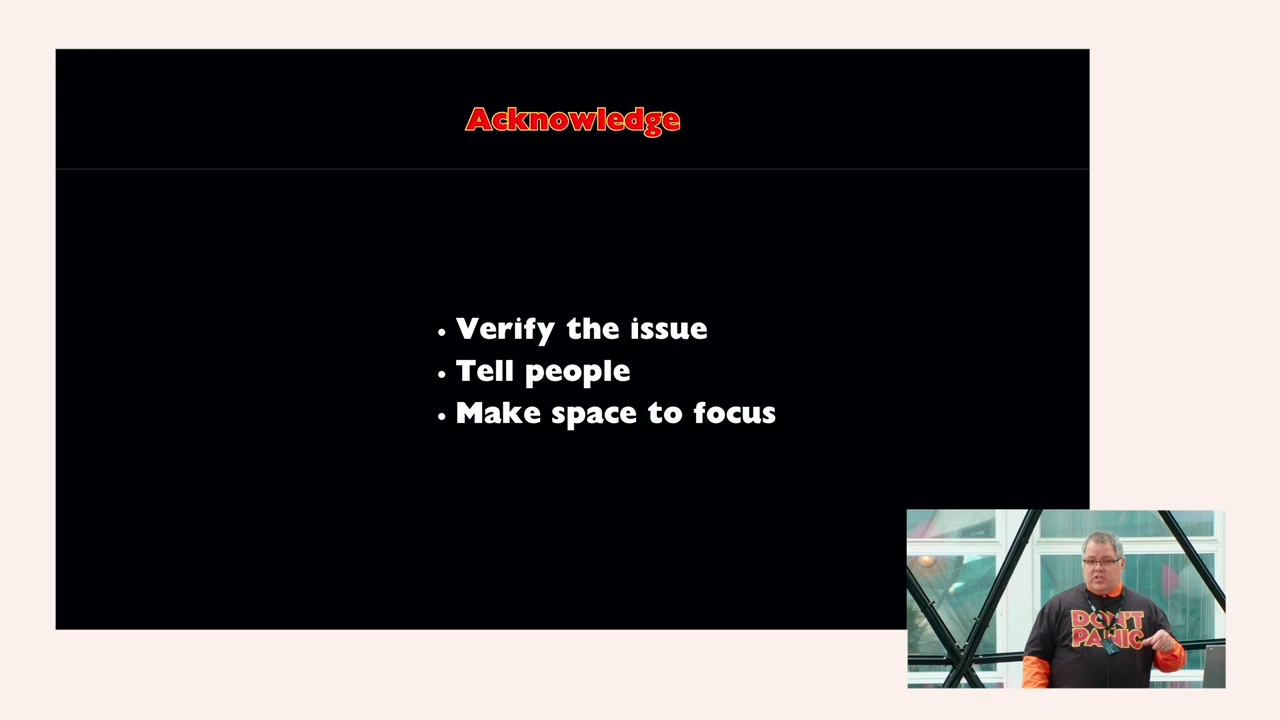 Acknowledge
• Verify the issue
• Tell people
• Make space to focus
DON'T
PANIC